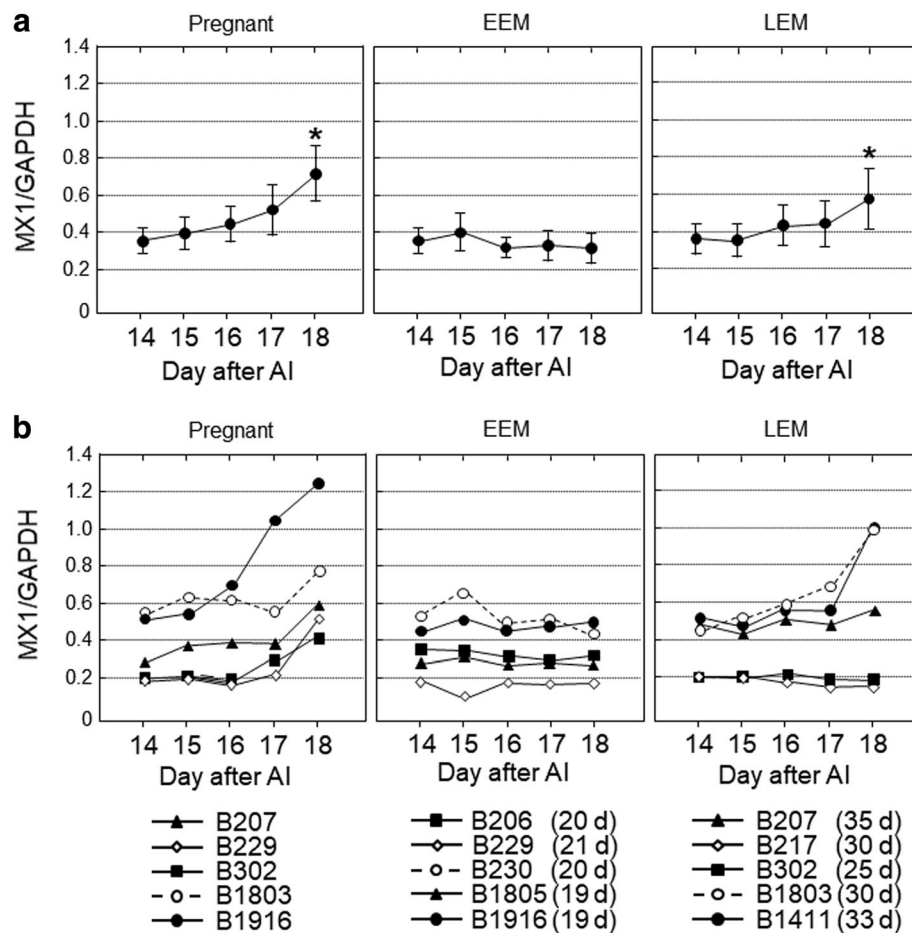 a
Pregnant EEM LEM
MX1/GAPDH
1.4
1.2
1.0
0.8
0.6
0.4
0.2
0
* *
14 15 16 17 18 14 15 16 17 18 14 15 16 17 18
Day after AI Day after AI Day after AI
b
Pregnant EEM LEM
MX1/GAPDH
1.4
1.2
1.0
0.8
0.6
0.4
0.2
0
14 15 16 17 18 14 15 16 17 18 14 15 16 17 18
Day after AI Day after AI Day after AI
B207 B206 (20 d) B207 (35 d)
B229 B229 (21 d) B217 (30 d)
B302 B230 (20 d) B302 (25 d)
B1803 B1805 (19 d) B1803 (30 d)
B1916 B1916 (19 d) B1411 (33 d)